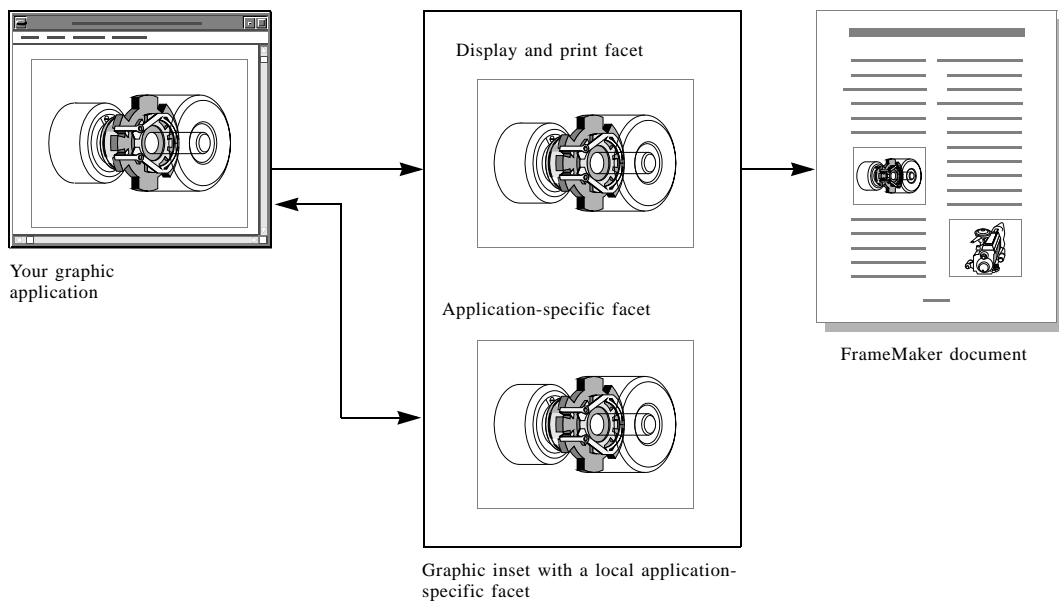 Display and print facet
Your graphic
application
Application-specific facet
FrameMaker document
Graphic inset with a local application-
specific facet